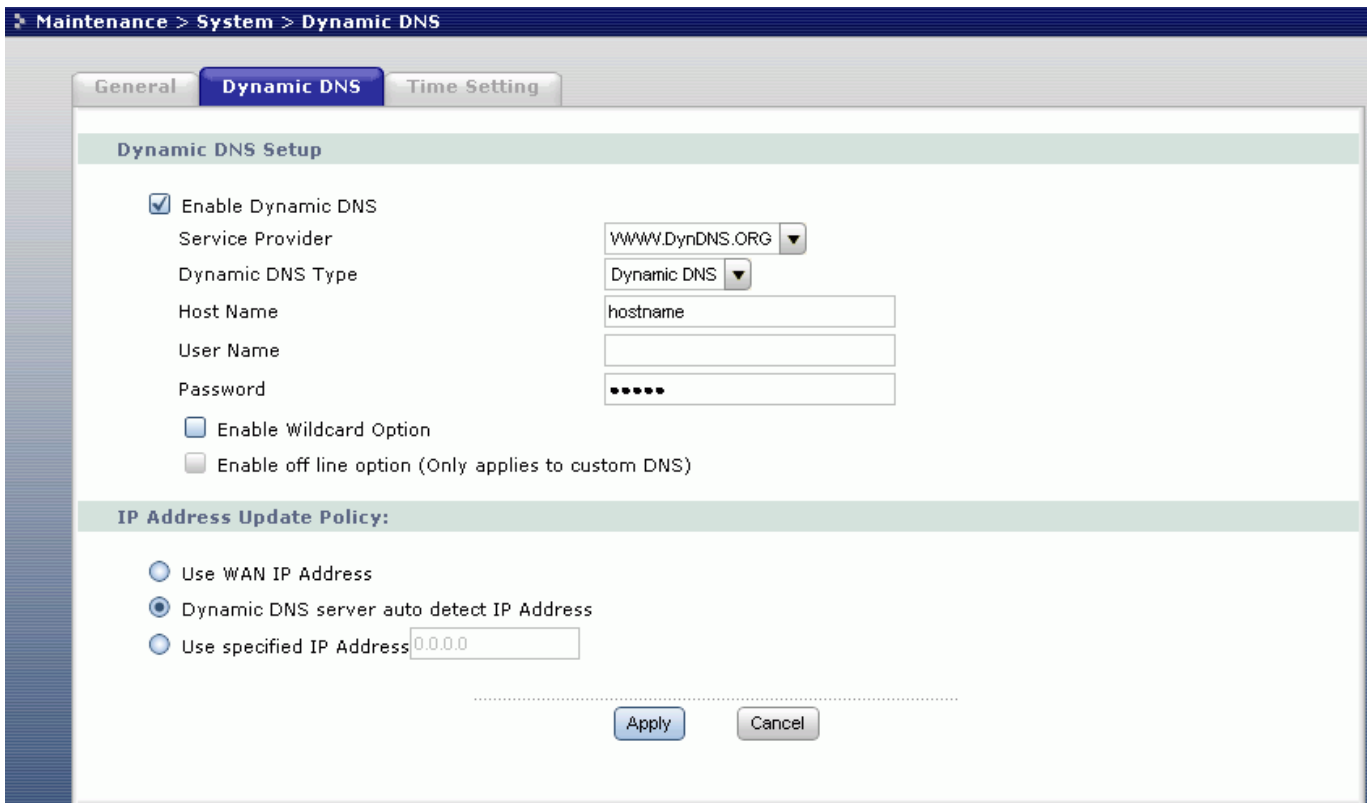 Maintenance > System > Dynamic DNS
General Dynamic DNS Time Setting
Dynamic DNS Setup
Enable Dynamic DNS
Service Provider WWW.DynDNS.ORG
Dynamic DNS Type Dynamic DNS
Host Name hostname
User Name
Password •••••
Enable Wildcard Option
Enable off line option (Only applies to custom DNS)
IP Address Update Policy:
Use WAN IP Address
Dynamic DNS server auto detect IP Address
Use specified IP Address 0.0.0.0
Apply Cancel